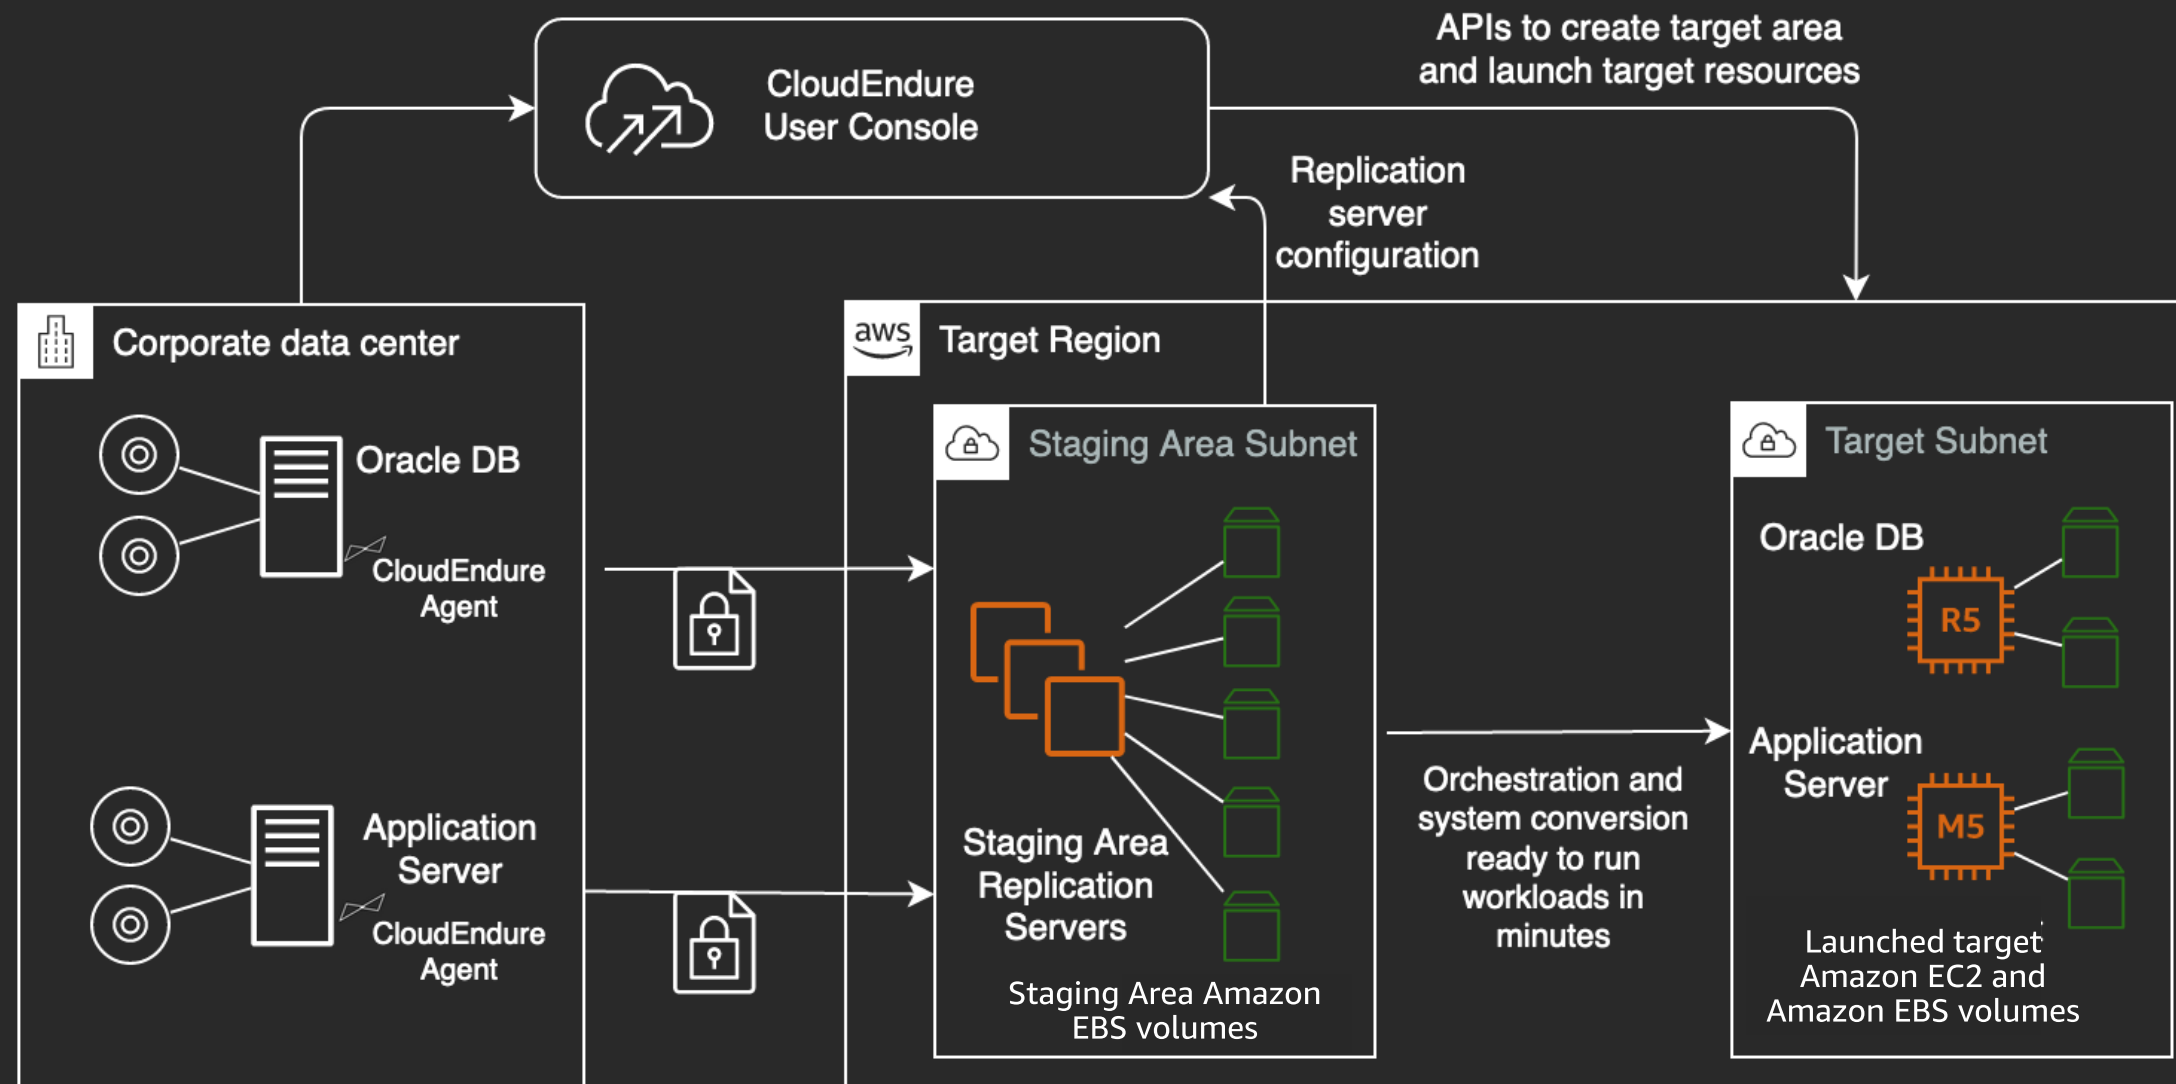 APIs to create target area
and launch target resources
CloudEndure
User Console
Replication
server
configuration
Corporate data center
aws
Target Region
Oracle DB
CloudEndure
Agent
Application
Server
CloudEndure
Agent
Staging Area Subnet
Staging Area
Replication
Servers
Staging Area Amazon
EBS volumes
Orchestration and
system conversion
ready to run
workloads in
minutes
Target Subnet
Oracle DB
R5
Application
Server
M5
Launched target
Amazon EC2 and
Amazon EBS volumes